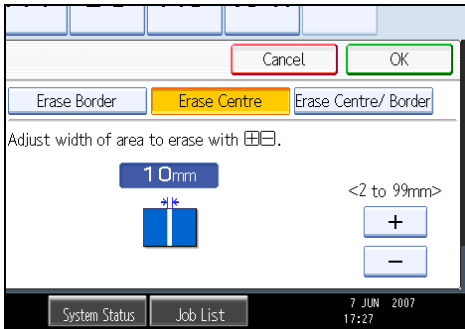 Cancel OK
Erase Border Erase Centre Erase Centre/ Border
Adjust width of area to erase with ⊞⊟.
10mm
<2 to 99mm>
+
−
System Status Job List 7 JUN 2007
17:27